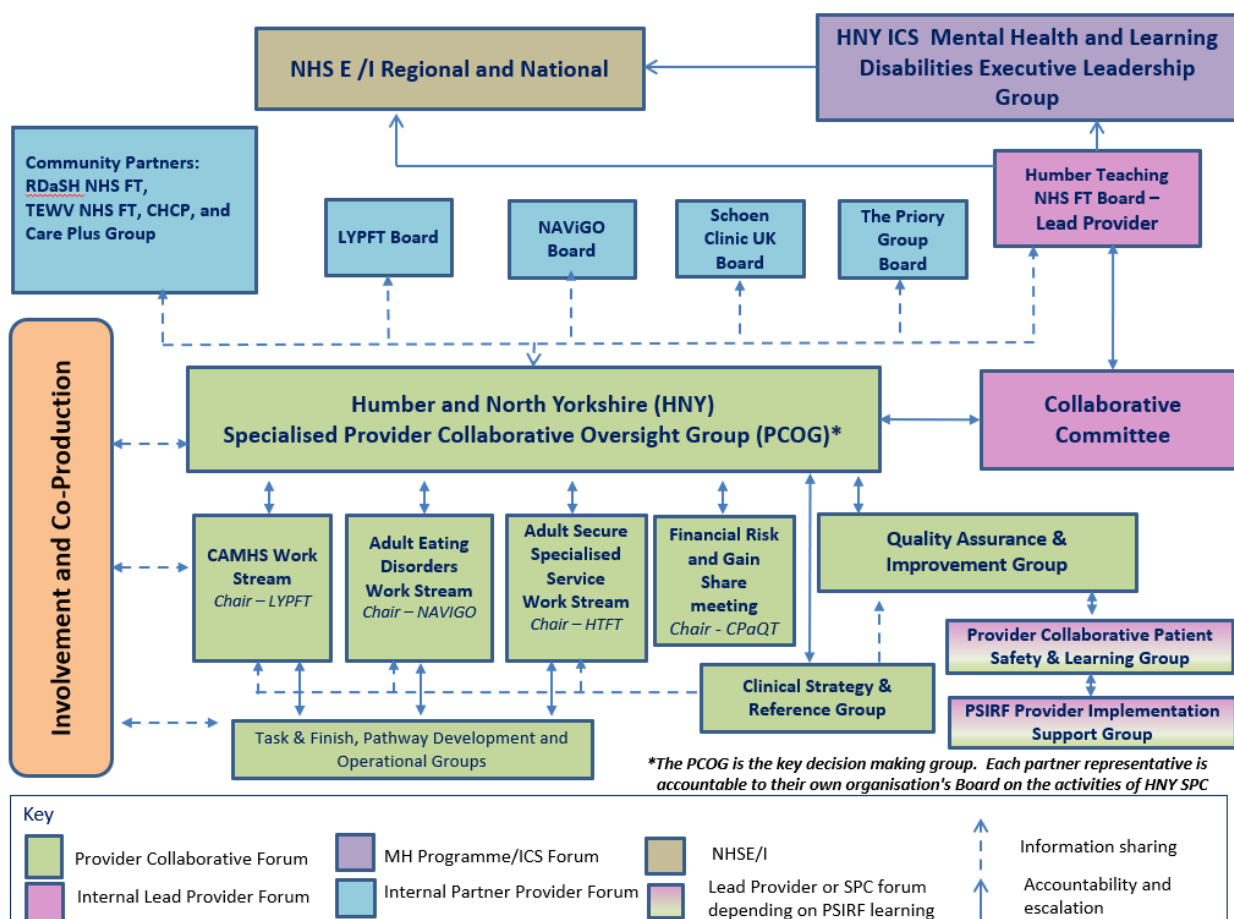 NHS E /I Regional and National
HNY ICS  Mental Health and Learning
Disabilities Executive Leadership
Group
Community Partners:
RDaSH NHS FT,
TEWV NHS FT, CHCP, and
Care Plus Group
LYPFT Board
NAViGO
Board
Schoen
Clinic UK
Board
The Priory
Group
Board
Humber Teaching
NHS FT Board –
Lead Provider
Involvement and Co-Production
Humber and North Yorkshire (HNY)
Specialised Provider Collaborative Oversight Group (PCOG)*
Collaborative
Committee
CAMHS Work
Stream
Chair – LYPFT
Adult Eating
Disorders
Work Stream
Chair – NAVIGO
Adult Secure
Specialised
Service
Work Stream
Chair – HTFT
Financial Risk
and Gain
Share
meeting
Chair - CPaQT
Quality Assurance &
Improvement Group
Provider Collaborative Patient
Safety & Learning Group
Clinical Strategy &
Reference Group
PSIRF Provider Implementation
Support Group
Task & Finish, Pathway Development and
Operational Groups
*The PCOG is the key decision making group.  Each partner representative is
accountable to their own organisation's Board on the activities of HNY SPC
Key
Provider Collaborative Forum
MH Programme/ICS Forum
NHSE/I
Information sharing
Internal Lead Provider Forum
Internal Partner Provider Forum
Lead Provider or SPC forum
depending on PSIRF learning
Accountability and
escalation